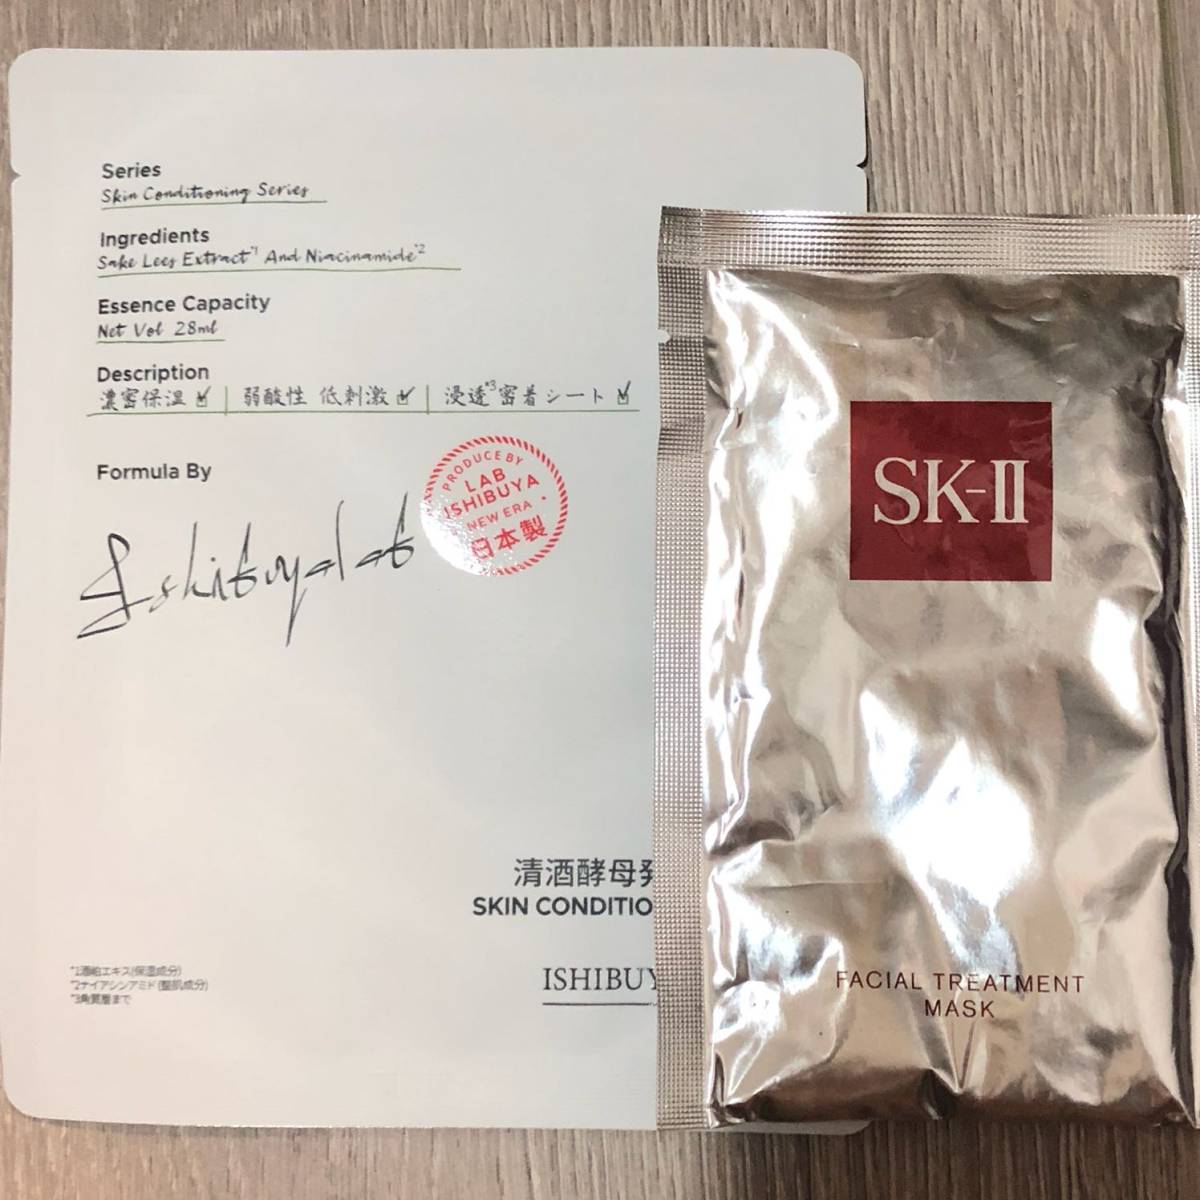 Series
Skin Conditioning Series
Ingredients
Sake Lees Extract*1 And Niacinamide*2
Essence Capacity
Net Vol 28ml
Description
濃密保湿 | 弱酸性 低刺激 | 浸透*3密着シート
Formula By
Ishibuyalab
PRODUCE BY
LAB
ISHIBUYA
NEW ERA
日本製
清酒酵母発
SKIN CONDITIO
ISHIBUY
*1酒粕エキス(保湿成分)
*2ナイアシンアミド(整肌成分)
*3角質層まで
SK-II
FACIAL TREATMENT
MASK